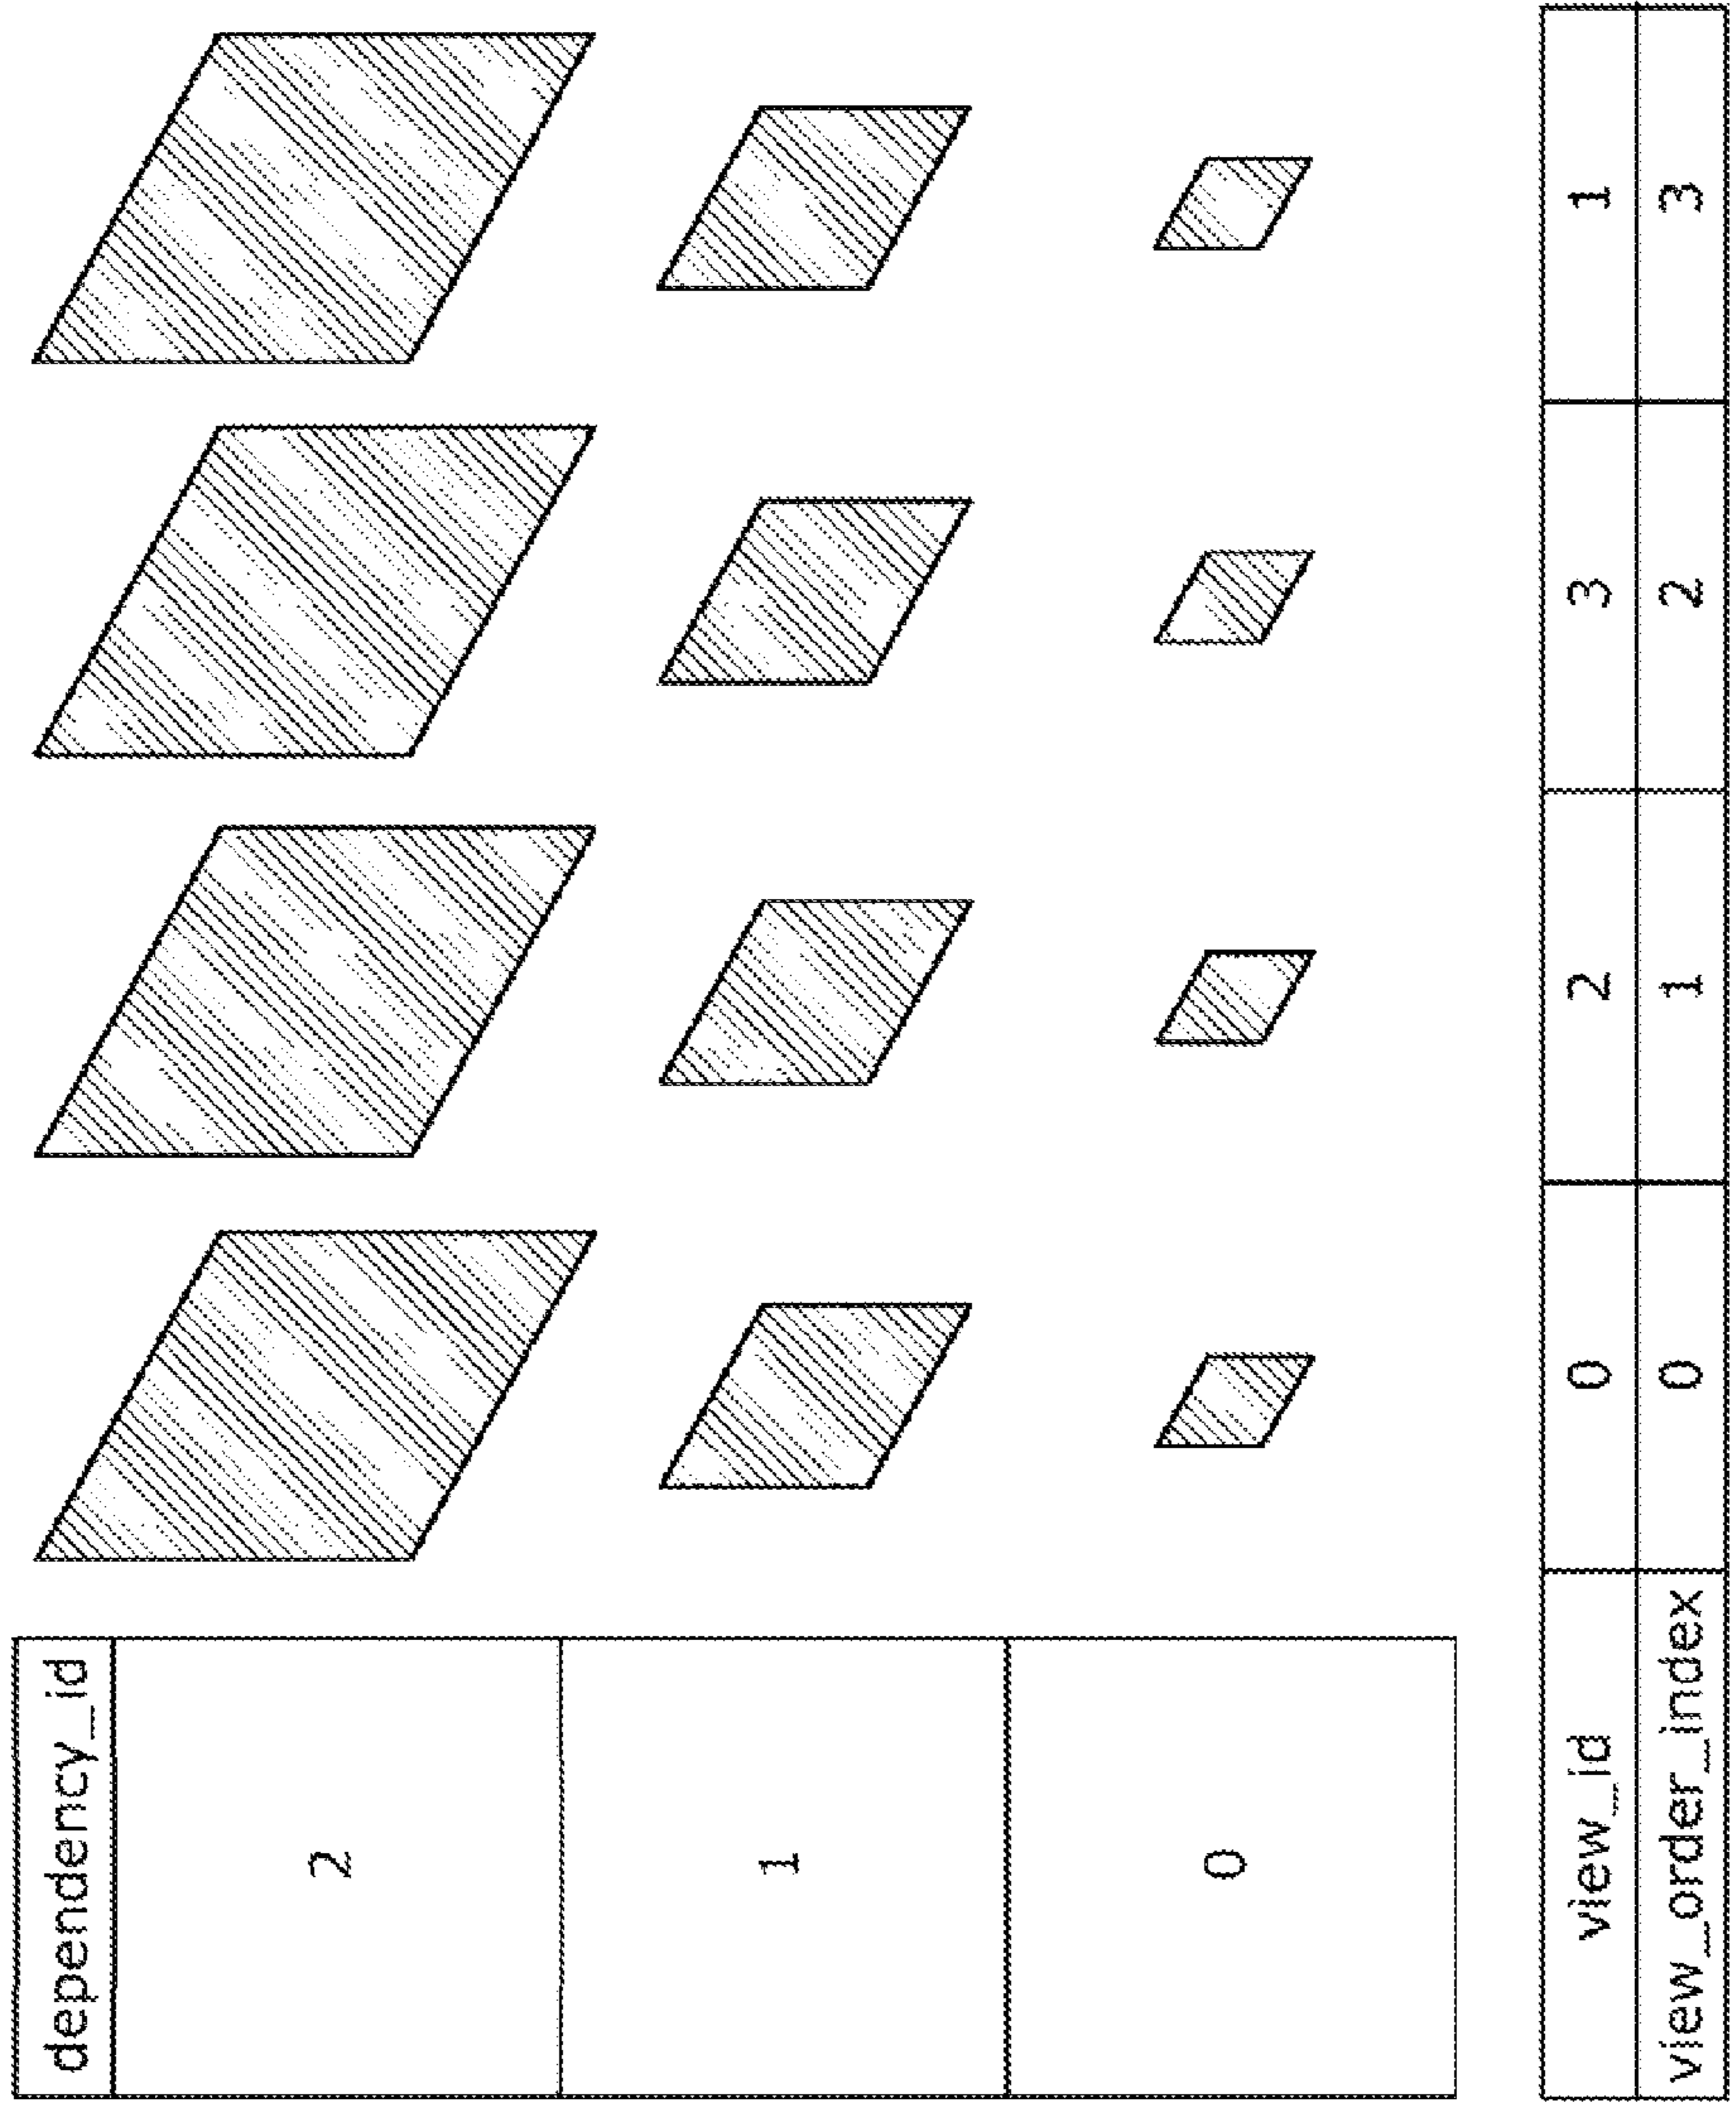 dependency_id
2
1
0
view_id 0 2 3 1
view_order_index 0 1 2 3